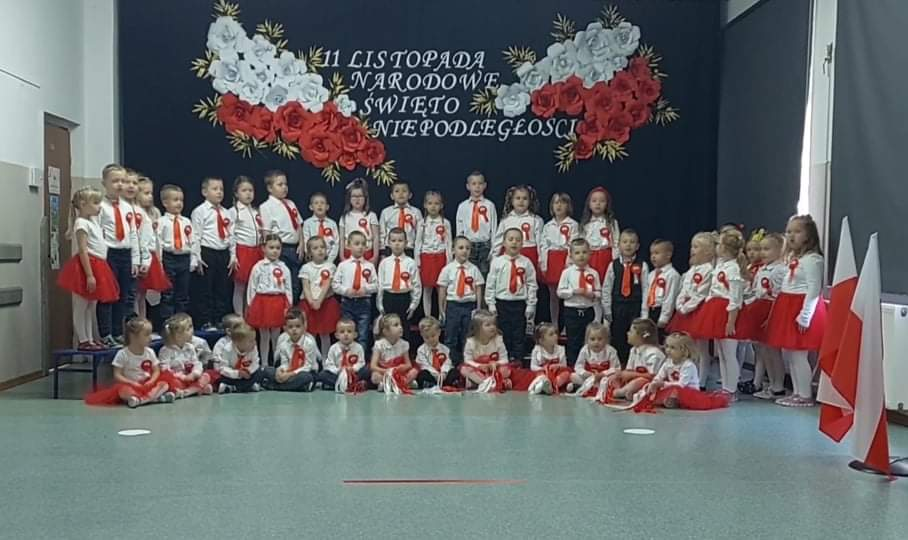 11 LISTOPADA
NARODOWE
ŚWIĘTO
NIEPODLEGŁOŚCI